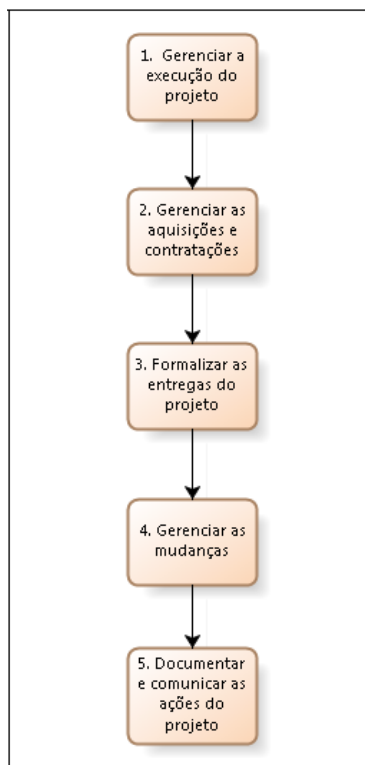 1. Gerenciar a
execução do
projeto
2. Gerenciar as
aquisições e
contratações
3. Formalizar as
entregas do
projeto
4. Gerenciar as
mudanças
5. Documentar
e comunicar as
ações do
projeto